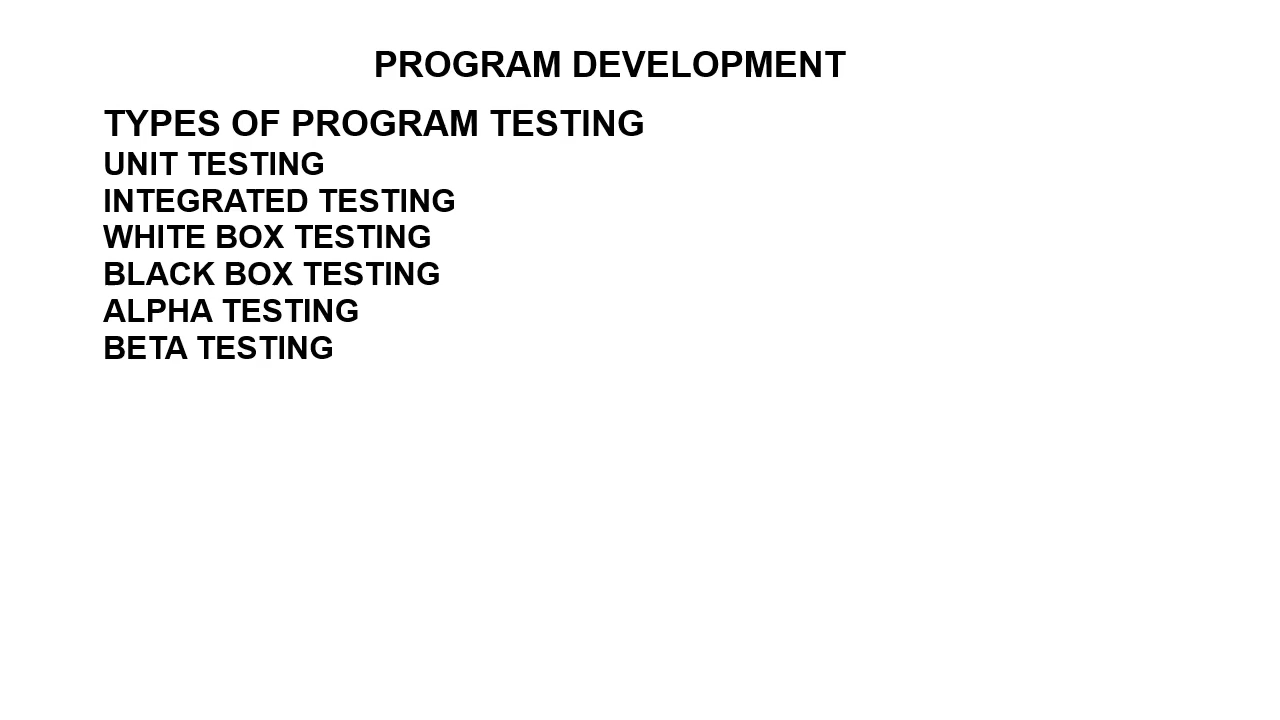 PROGRAM DEVELOPMENT
TYPES OF PROGRAM TESTING
UNIT TESTING
INTEGRATED TESTING
WHITE BOX TESTING
BLACK BOX TESTING
ALPHA TESTING
BETA TESTING